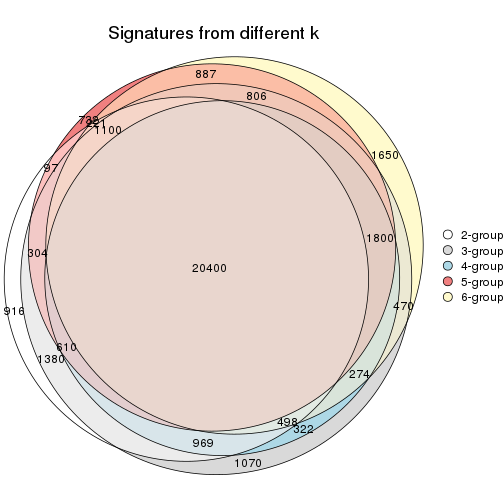 Signatures from different k
887
806
1100
1650
97
1800
304
20400
470
916
610
1380
274
498
322
969
1070
2-group
3-group
4-group
5-group
6-group